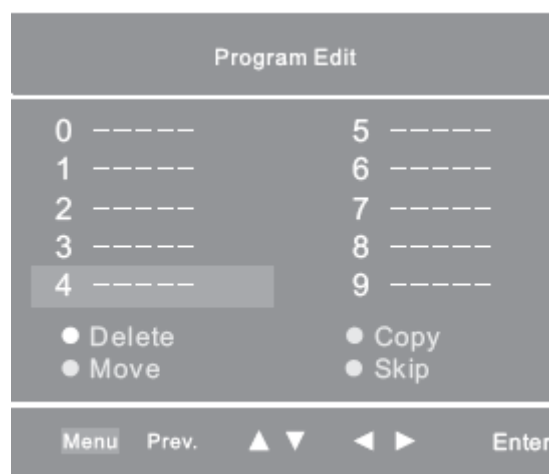 Program Edit
0 ----- 5 -----
1 ----- 6 -----
2 ----- 7 -----
3 ----- 8 -----
4 ----- 9 -----
Delete Copy
Move Skip
Menu Prev. ▲ ▼ ◀ ▶ Enter